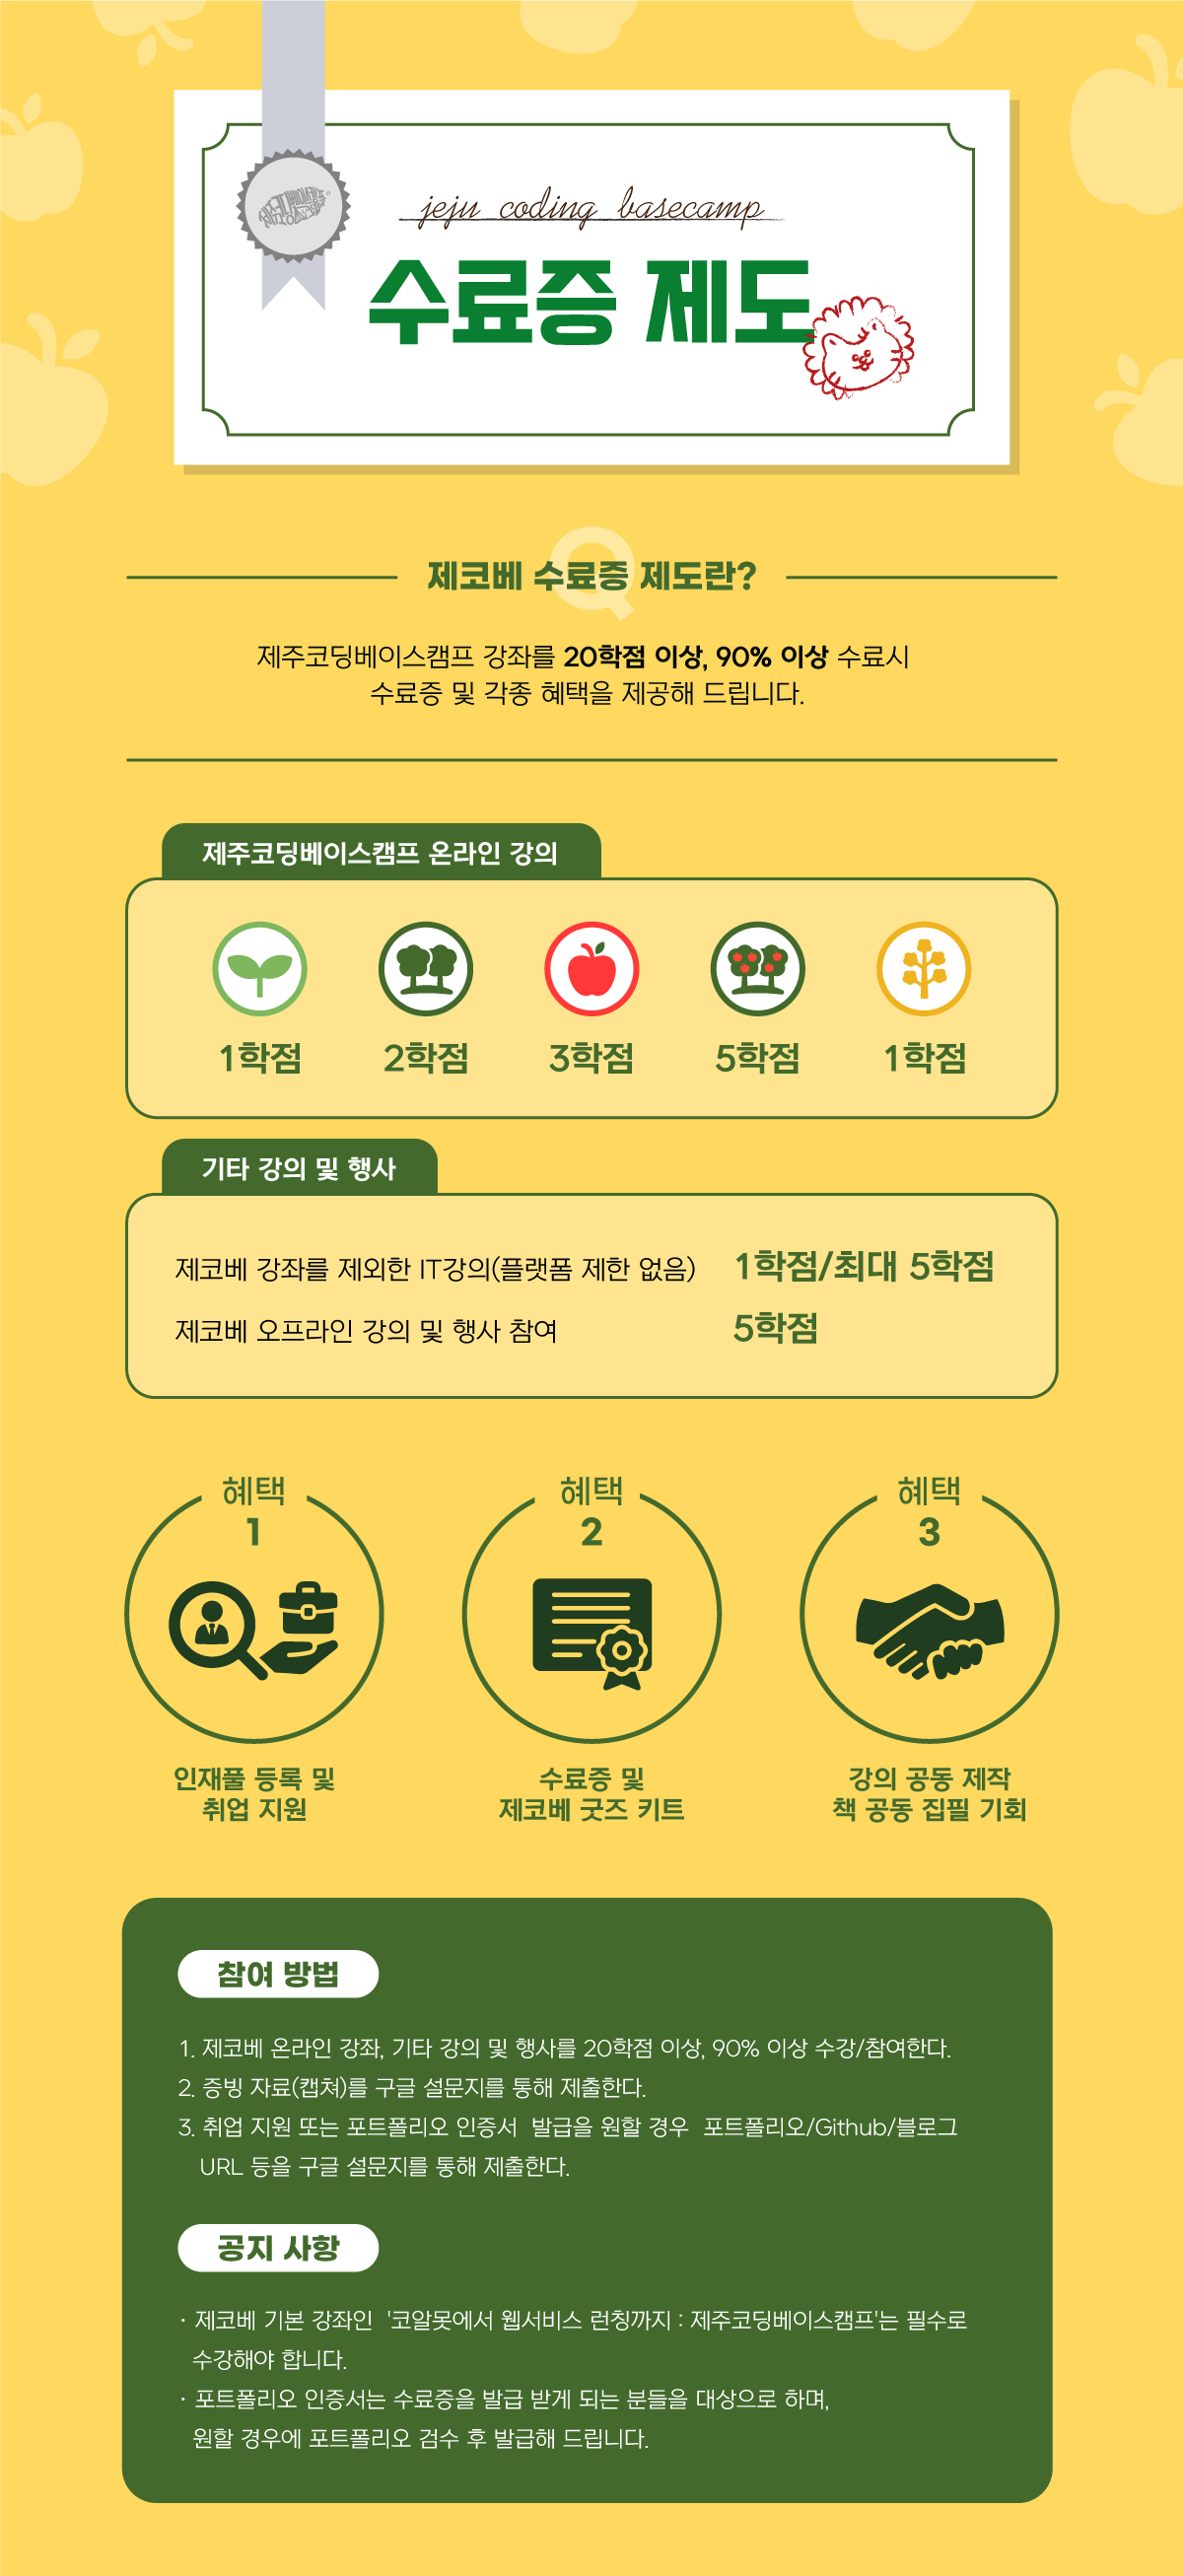 jeju coding basecamp
수료증 제도
Q
제코베 수료증 제도란?
제주코딩베이스캠프 강좌를 20학점 이상, 90% 이상 수료시
수료증 및 각종 혜택을 제공해 드립니다.
제주코딩베이스캠프 온라인 강의
1학점 2학점 3학점 5학점 1학점
기타 강의 및 행사
제코베 강좌를 제외한 IT강의(플랫폼 제한 없음) 1학점/최대 5학점
제코베 오프라인 강의 및 행사 참여 5학점
혜택 혜택 혜택
1 2 3
인재풀 등록 및 수료증 및 강의 공동 제작
취업 지원 제코베 굿즈 키트 책 공동 집필 기회
참여 방법
1. 제코베 온라인 강좌, 기타 강의 및 행사를 20학점 이상, 90% 이상 수강/참여한다.
2. 증빙 자료(캡쳐)를 구글 설문지를 통해 제출한다.
3. 취업 지원 또는 포트폴리오 인증서 발급을 원할 경우 포트폴리오/Github/블로그
URL 등을 구글 설문지를 통해 제출한다.
공지 사항
· 제코베 기본 강좌인 '코알못에서 웹서비스 런칭까지 : 제주코딩베이스캠프'는 필수로
수강해야 합니다.
· 포트폴리오 인증서는 수료증을 발급 받게 되는 분들을 대상으로 하며,
원할 경우에 포트폴리오 검수 후 발급해 드립니다.